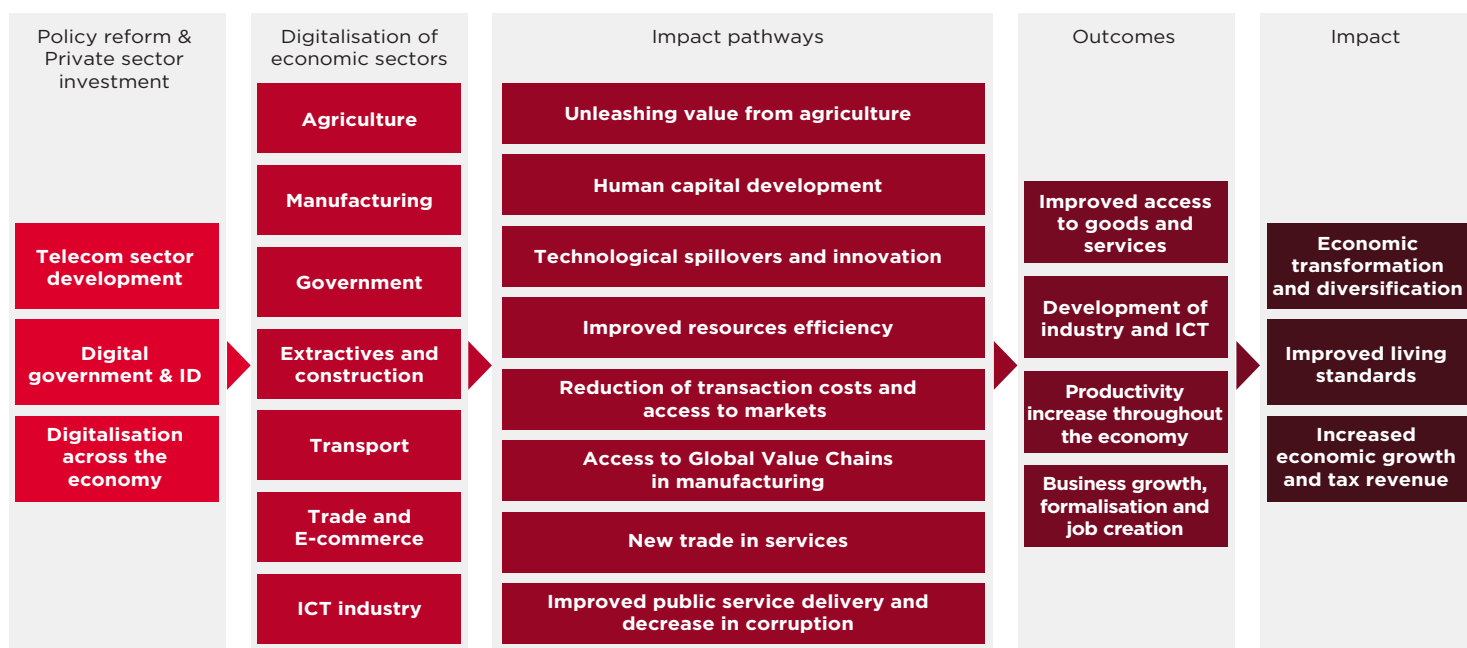 Policy reform &
Private sector
investment
Telecom sector
development
Digital
government & ID
Digitalisation
across the
economy
Digitalisation of
economic sectors
Agriculture
Manufacturing
Government
Extractives and
construction
Transport
Trade and
E-commerce
ICT industry
Impact pathways
Unleashing value from agriculture
Human capital development
Technological spillovers and innovation
Improved resources efficiency
Reduction of transaction costs and
access to markets
Access to Global Value Chains
in manufacturing
New trade in services
Improved public service delivery and
decrease in corruption
Outcomes
Improved access
to goods and
services
Development of
industry and ICT
Productivity
increase throughout
the economy
Business growth,
formalisation and
job creation
Impact
Economic
transformation
and diversification
Improved living
standards
Increased
economic growth
and tax revenue